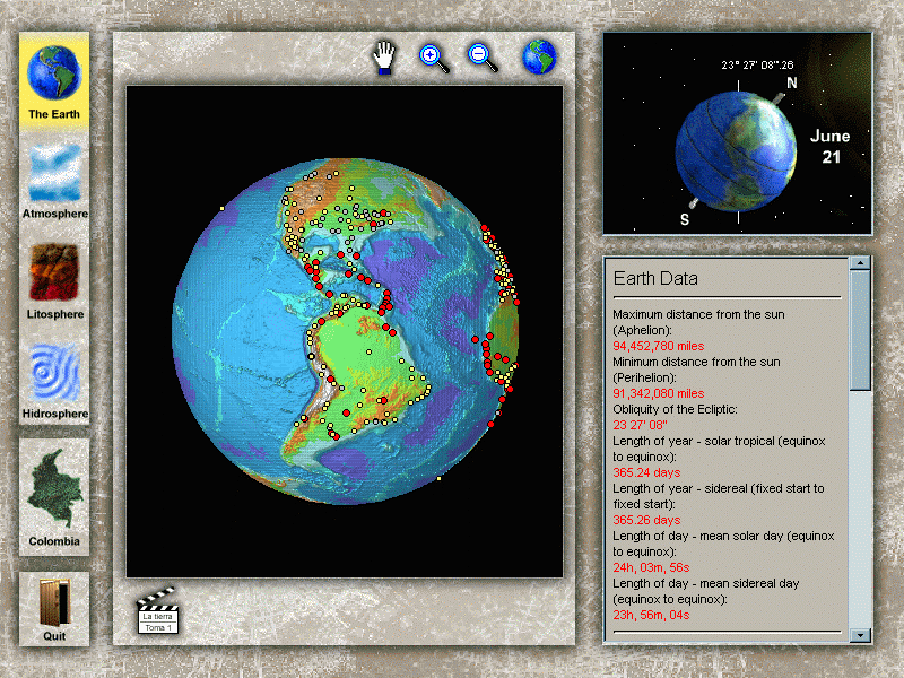 The Earth
Atmosphere
Litosphere
Hidrosphere
Colombia
Quit
La tierra
Toma 1
23° 27' 08".26
N
June
21
S
Earth Data
Maximum distance from the sun
(Aphelion):
94,452,780 miles
Minimum distance from the sun
(Perihelion):
91,342,080 miles
Obliquity of the Ecliptic:
23 27' 08"
Length of year - solar tropical (equinox
to equinox):
365.24 days
Length of year - sidereal (fixed start to
fixed start):
365.26 days
Length of day - mean solar day (equinox
to equinox):
24h, 03m, 56s
Length of day - mean sidereal day
(equinox to equinox):
23h, 56m, 04s